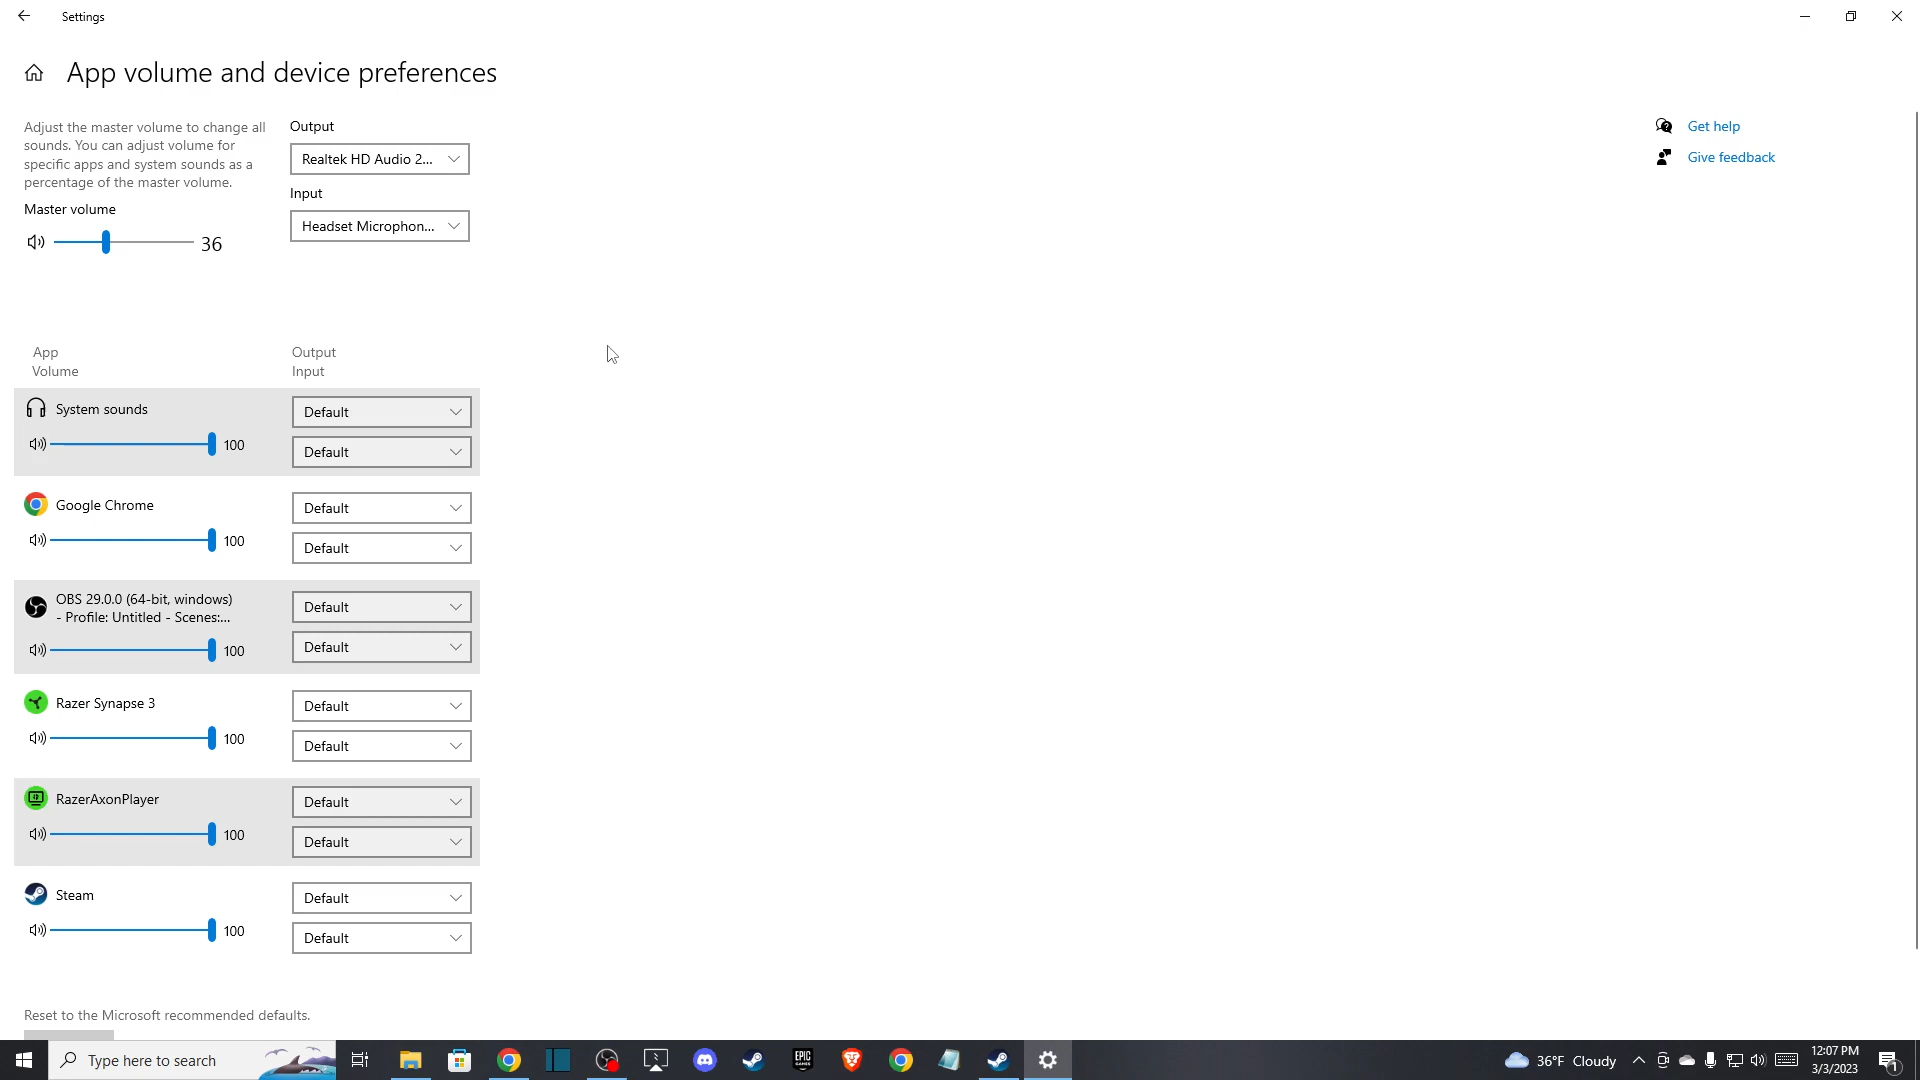 Settings
App volume and device preferences
Adjust the master volume to change all
sounds. You can adjust volume for
specific apps and system sounds as a
percentage of the master volume.
Master volume
36
Output
Realtek HD Audio 2...
Input
Headset Microphon...
Get help
Give feedback
App
Volume
Output
Input
System sounds
100
Default
Default
Google Chrome
100
Default
Default
OBS 29.0.0 (64-bit, windows)
- Profile: Untitled - Scenes:...
100
Default
Default
Razer Synapse 3
100
Default
Default
RazerAxonPlayer
100
Default
Default
Steam
100
Default
Default
Reset to the Microsoft recommended defaults.
Type here to search
EPIC
GAMES
36°F Cloudy
12:07 PM
3/3/2023
1